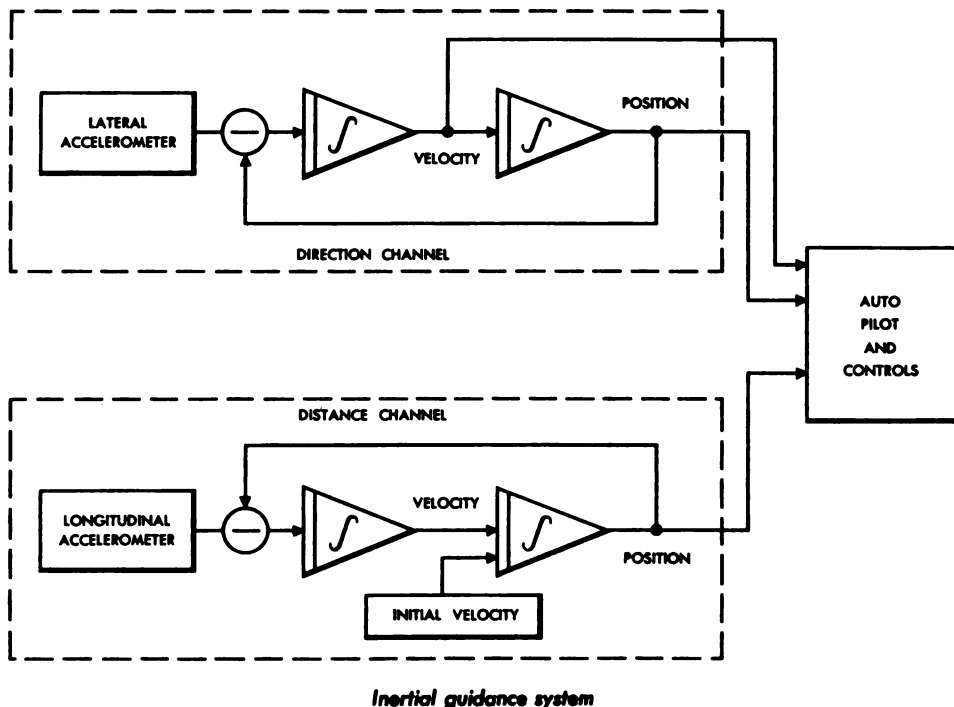 LATERAL
ACCELEROMETER
VELOCITY
POSITION
DIRECTION CHANNEL
AUTO
PILOT
AND
CONTROLS
DISTANCE CHANNEL
LONGITUDINAL
ACCELEROMETER
VELOCITY
POSITION
INITIAL VELOCITY
Inertial guidance system